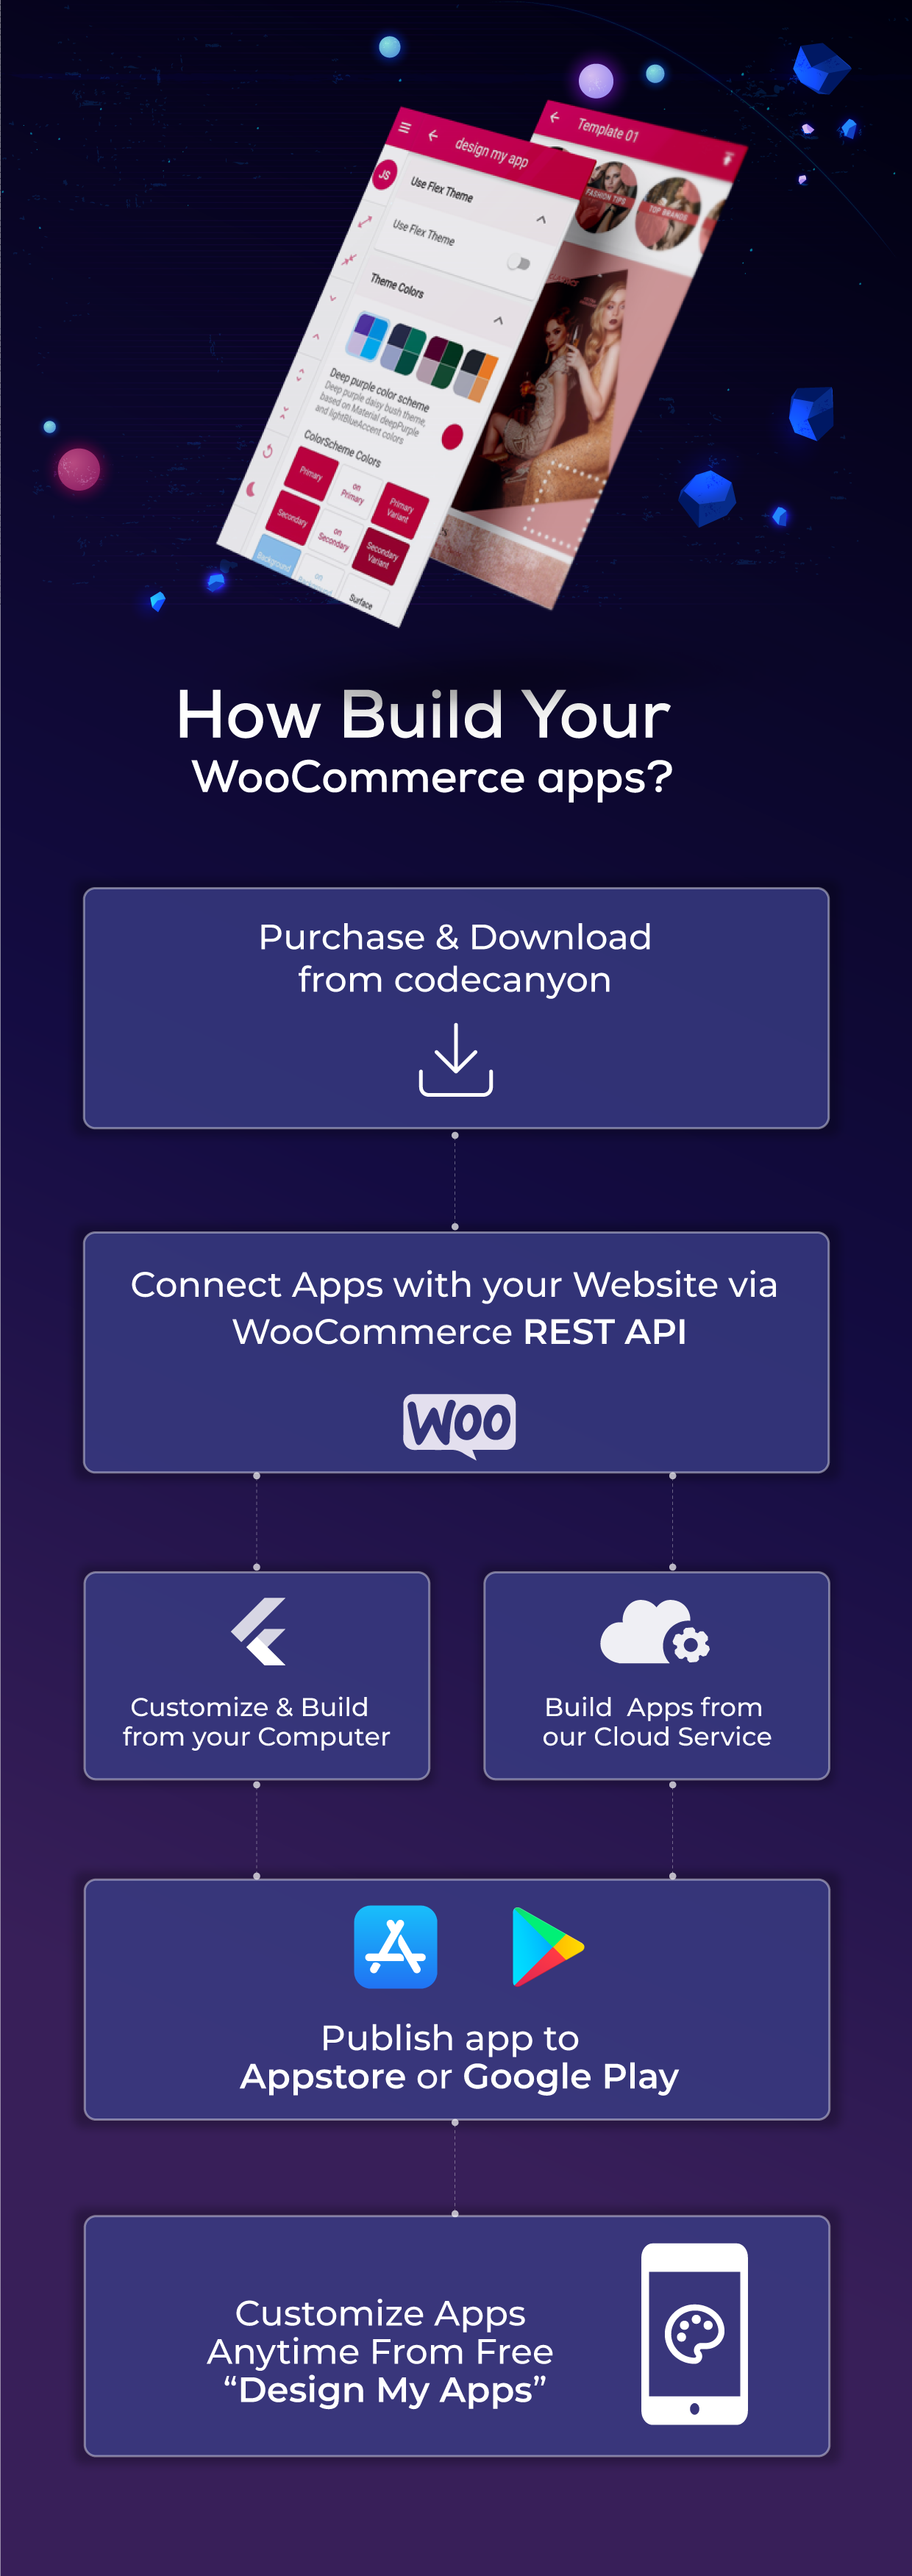 Template 01
design my app
JS
Use Flex Theme
FASHION TIPS
TOP BRANDS
Use Flex Theme
Theme Colors
Deep purple color scheme
Deep purple daisy bush theme,
based on Material deepPurple
and lightBlueAccent colors
ColorScheme Colors
Primary
on
Primary
Primary
Variant
Secondary
on
Secondary
Secondary
Variant
Background
on
Background
Surface
How Build Your
WooCommerce apps?
Purchase & Download
from codecanyon
Connect Apps with your Website via
WooCommerce REST API
Woo
Customize & Build
from your Computer
Build Apps from
our Cloud Service
Publish app to
Appstore or Google Play
Customize Apps
Anytime From Free
“Design My Apps”